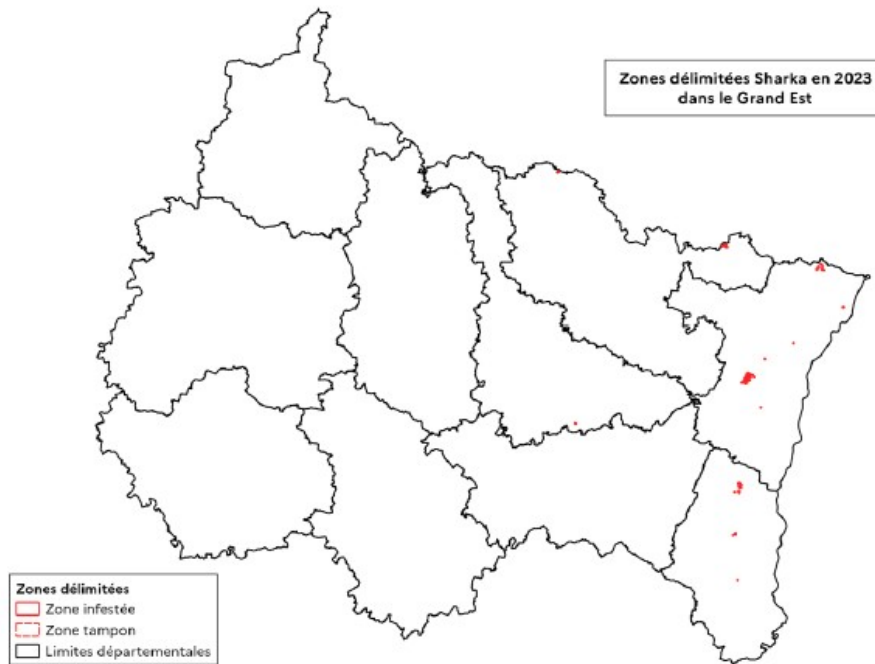 Zones délimitées Sharka en 2023
dans le Grand Est
Zones délimitées
Zone infestée
Zone tampon
Limites départementales